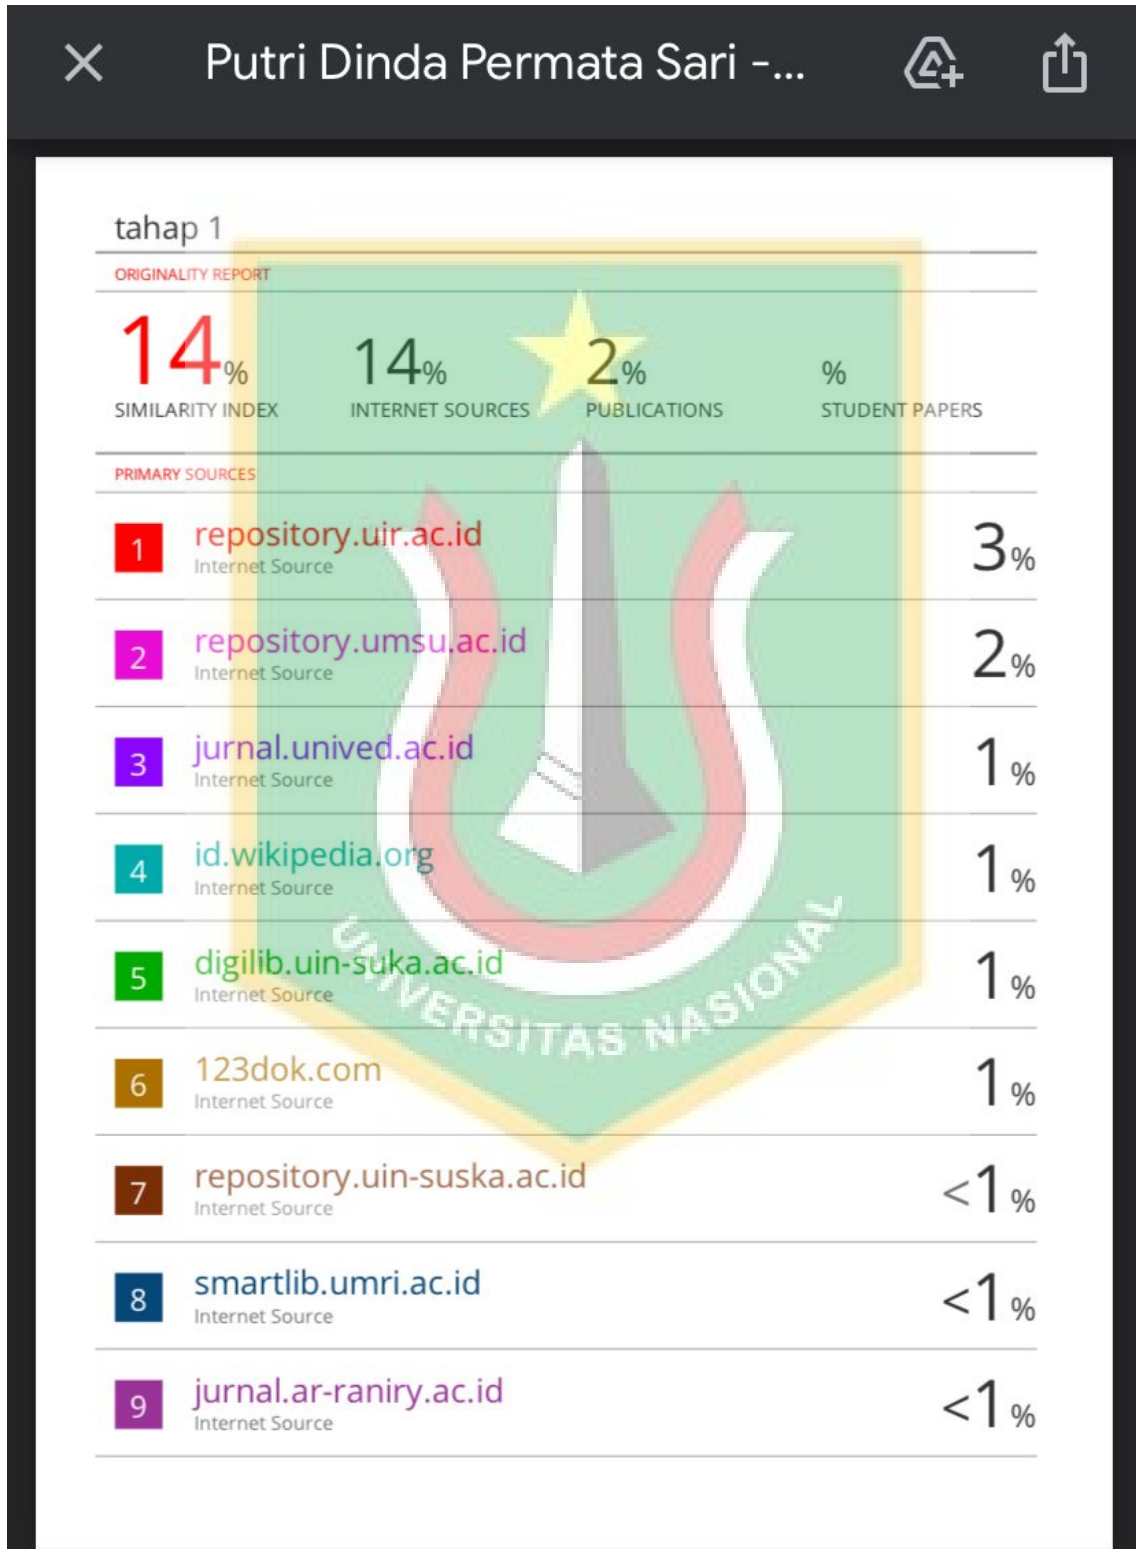 Putri Dinda Permata Sari -...
tahap 1
ORIGINALITY REPORT
14% 14% 2% %
SIMILARITY INDEX INTERNET SOURCES PUBLICATIONS STUDENT PAPERS
PRIMARY SOURCES
1 repository.uir.ac.id 3%
Internet Source
2 repository.umsu.ac.id 2%
Internet Source
3 jurnal.unived.ac.id 1%
Internet Source
4 id.wikipedia.org 1%
Internet Source
5 digilib.uin-suka.ac.id 1%
Internet Source
6 123dok.com 1%
Internet Source
7 repository.uin-suska.ac.id <1%
Internet Source
8 smartlib.umri.ac.id <1%
Internet Source
9 jurnal.ar-raniry.ac.id <1%
Internet Source
UNIVERSITAS NASIONAL